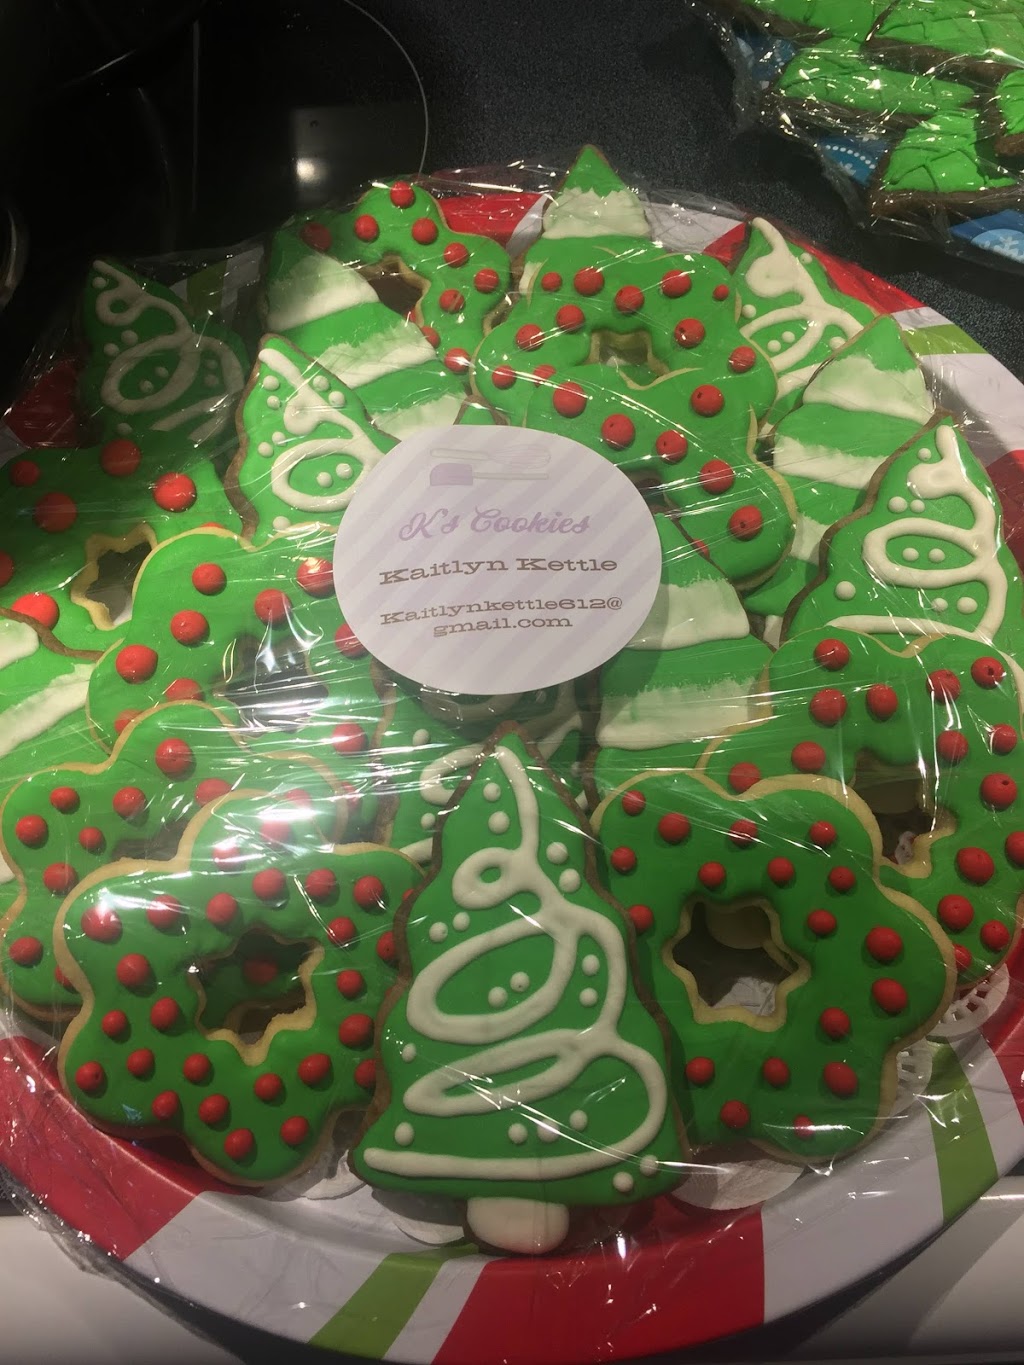 K's Cookies
Kaitlyn Kettle
Kaitlynkettle612@
gmail.com